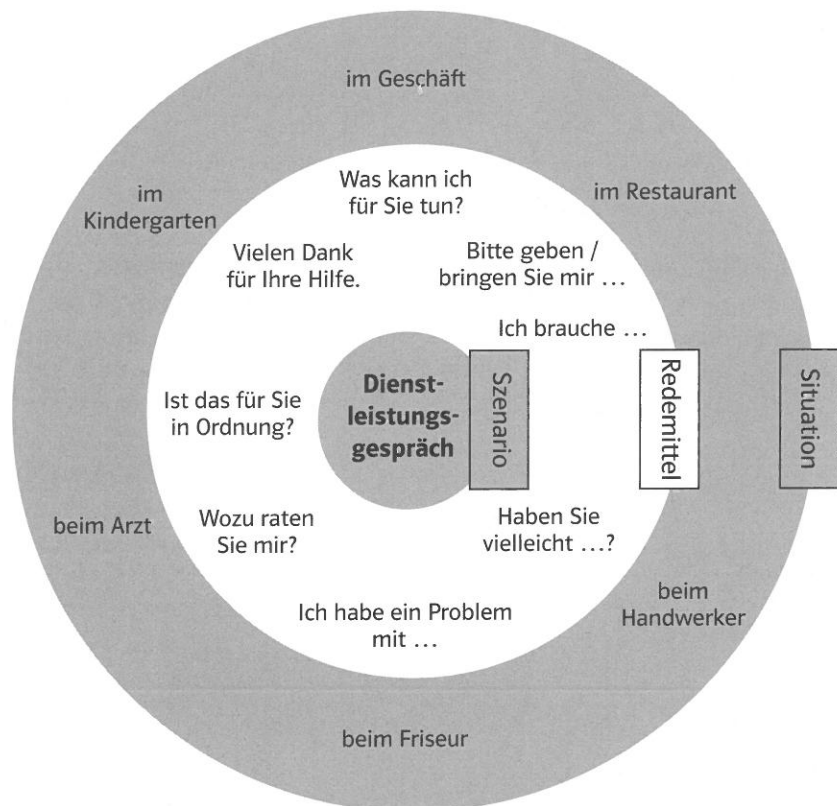 im Geschäft
im
Kindergarten
im Restaurant
Was kann ich
für Sie tun?
Vielen Dank
für Ihre Hilfe.
Bitte geben /
bringen Sie mir …
Ich brauche …
Dienst-
leistungs-
gespräch
Szenario
Redemittel
Situation
Ist das für Sie
in Ordnung?
beim Arzt
Wozu raten
Sie mir?
Haben Sie
vielleicht …?
Ich habe ein Problem
mit …
beim
Handwerker
beim Friseur